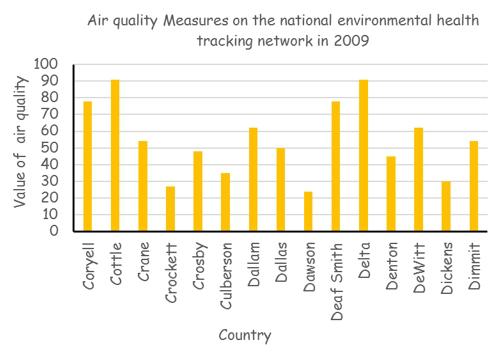 Air quality Measures on the national environmental health
tracking network in 2009
Value of  air quality
100
90
80
70
60
50
40
30
20
10
0
Coryell
Cottle
Crane
Crockett
Crosby
Culberson
Dallam
Dallas
Dawson
Deaf Smith
Delta
Denton
DeWitt
Dickens
Dimmit
Country